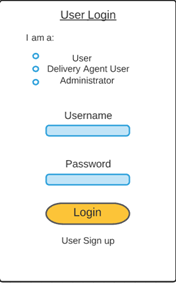 User Login
I am a:
User
Delivery Agent User
Administrator
Username
Password
Login
User Sign up